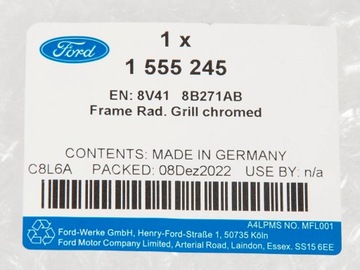 Ford
1 x
1 555 245
EN: 8V41 8B271AB
Frame Rad. Grill chromed
CONTENTS: MADE IN GERMANY
C8L6A PACKED: 08Dez2022 USE BY: n/a
A4LPMS NO. MFL001
Ford-Werke GmbH, Henry-Ford-Straße 1, 50735 Köln
Ford Motor Company Limited, Arterial Road, Laindon, Essex. SS15 6EE